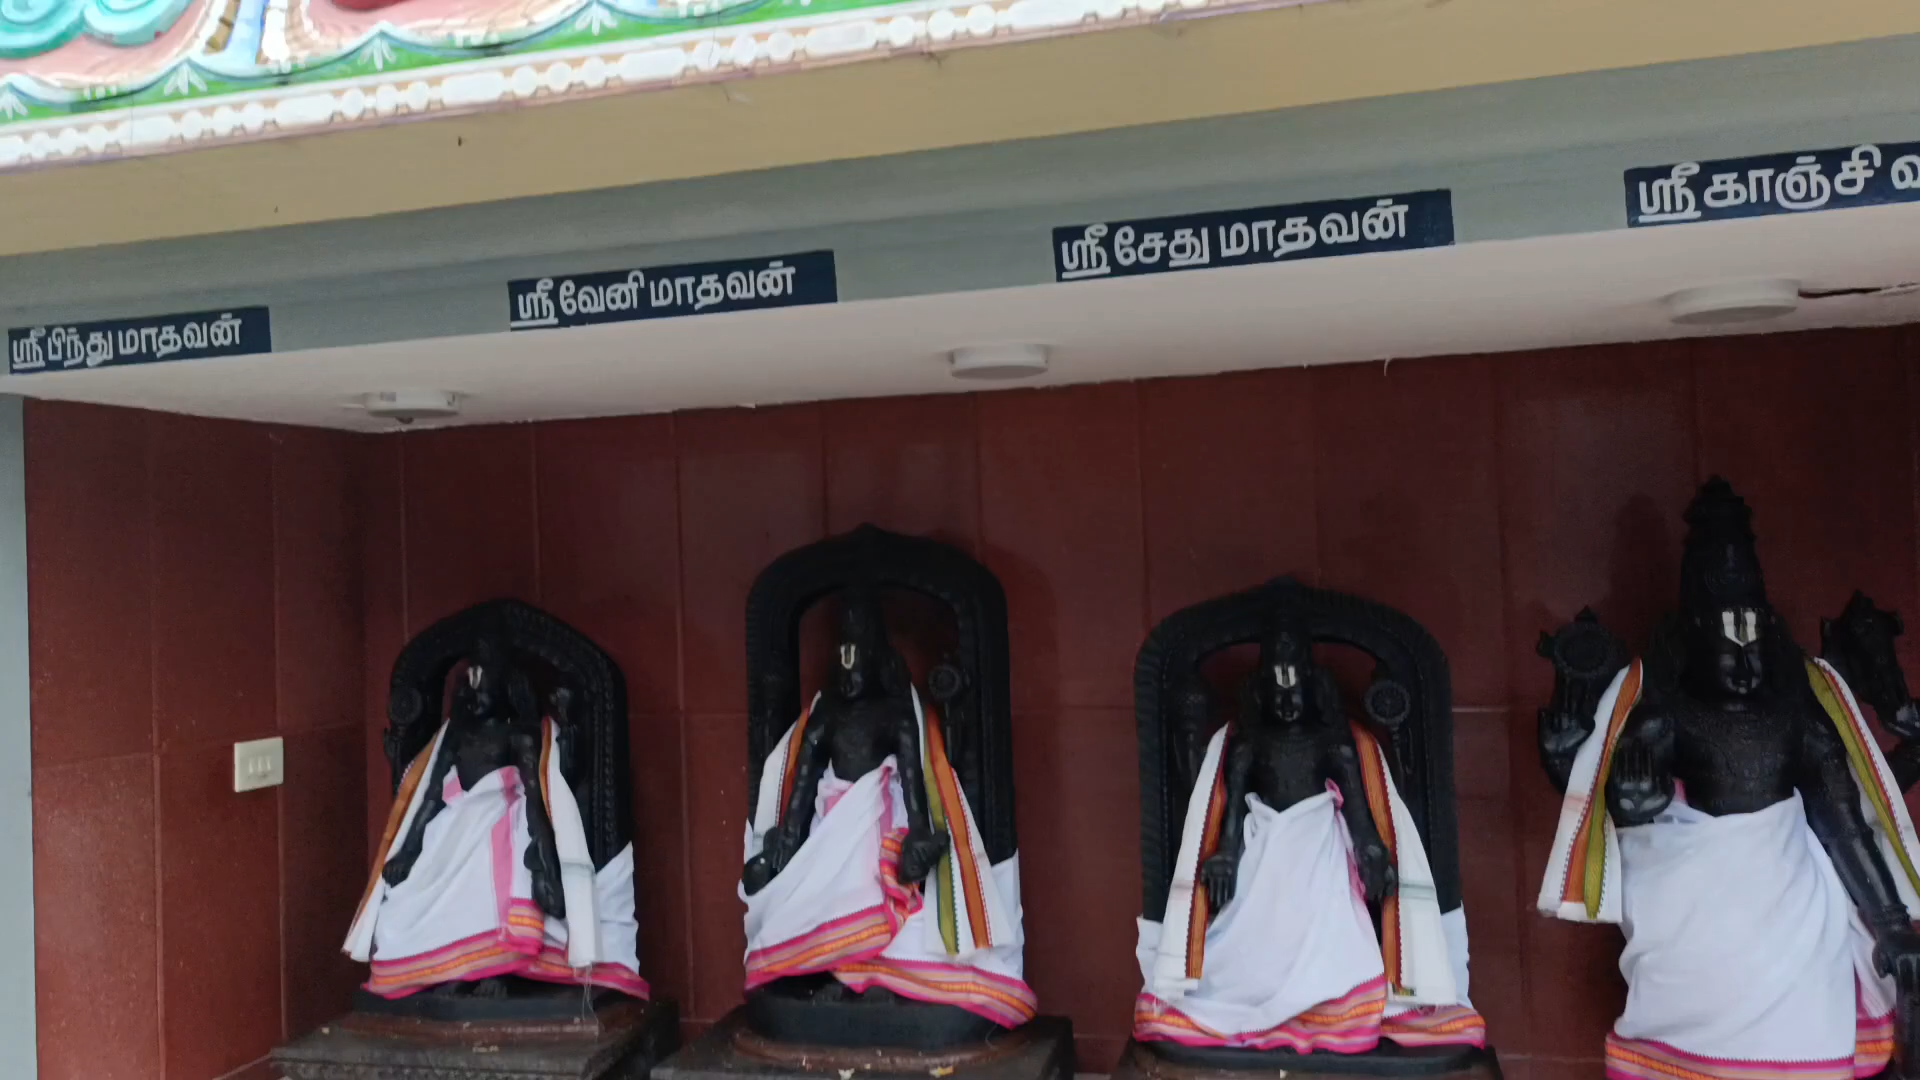 ஸ்ரீ பிந்து மாதவன்
ஸ்ரீ வேனி மாதவன்
ஸ்ரீ சேது மாதவன்
ஸ்ரீ காஞ்சி